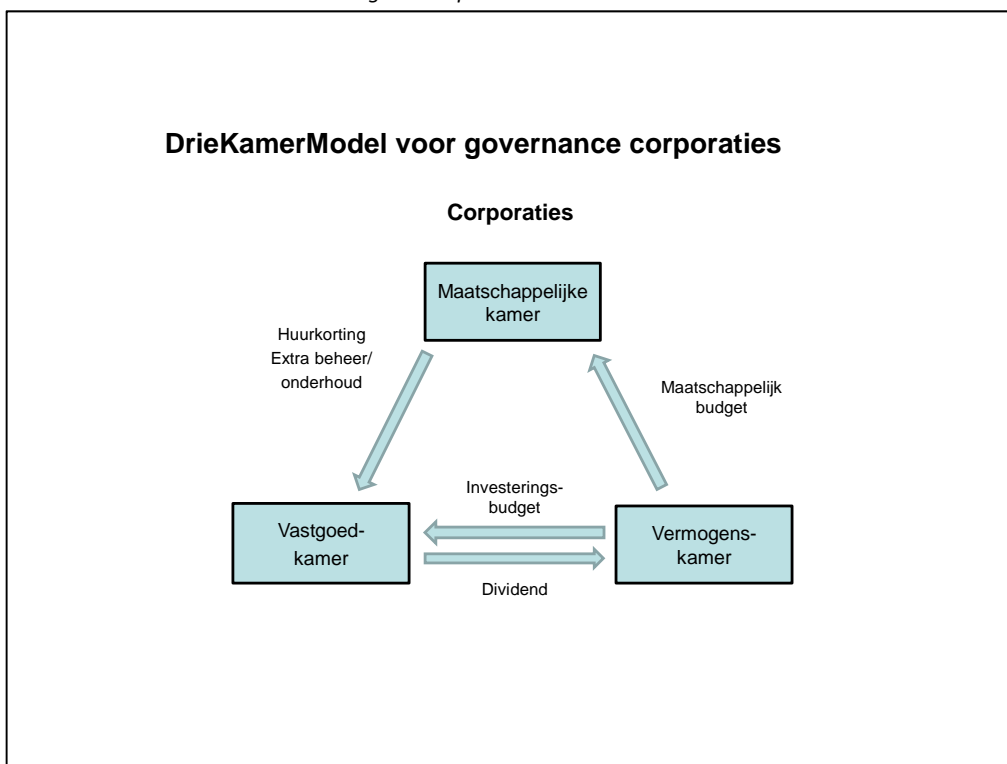 DrieKamerModel voor governance corporaties
Corporaties
Maatschappelijke
kamer
Huurkorting
Extra beheer/
onderhoud
Maatschappelijk
budget
Investerings-
budget
Vastgoed-
kamer
Vermogens-
kamer
Dividend